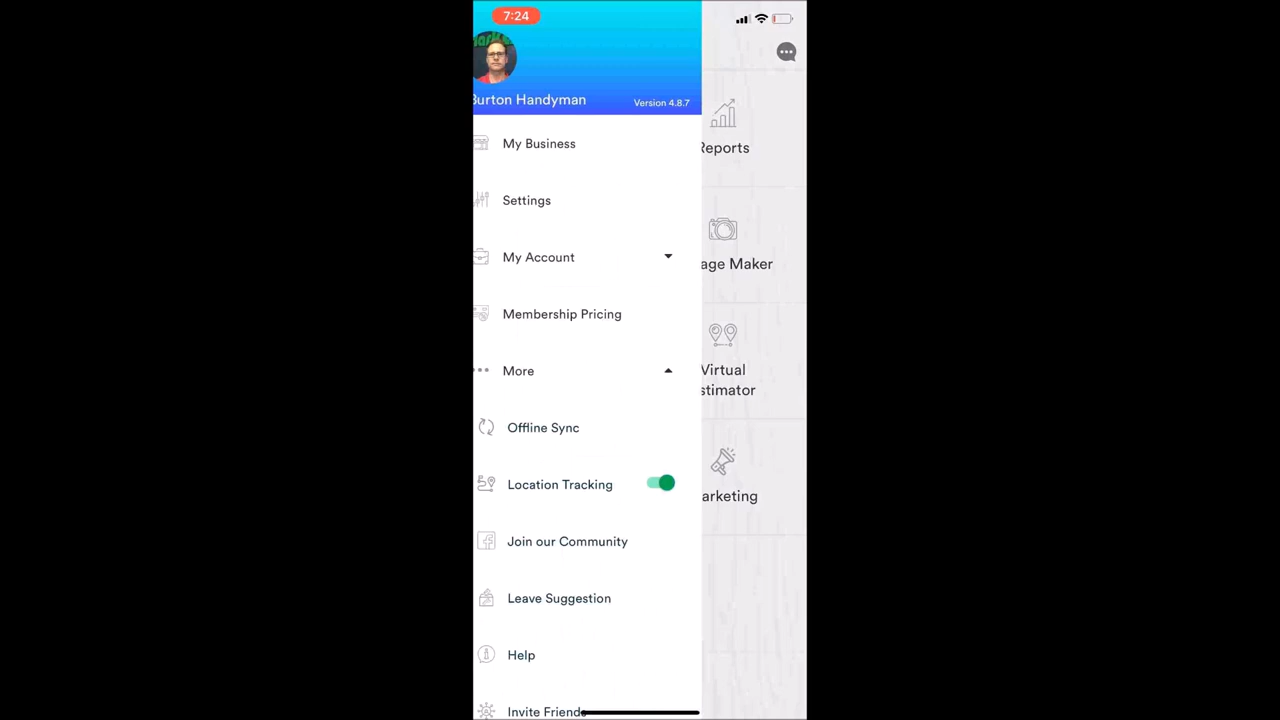 7:24
Burton Handyman
Version 4.8.7
My Business
Settings
My Account
Membership Pricing
More
Offline Sync
Location Tracking
Join our Community
Leave Suggestion
Help
Invite Friends
Reports
age Maker
Virtual
stimator
arketing